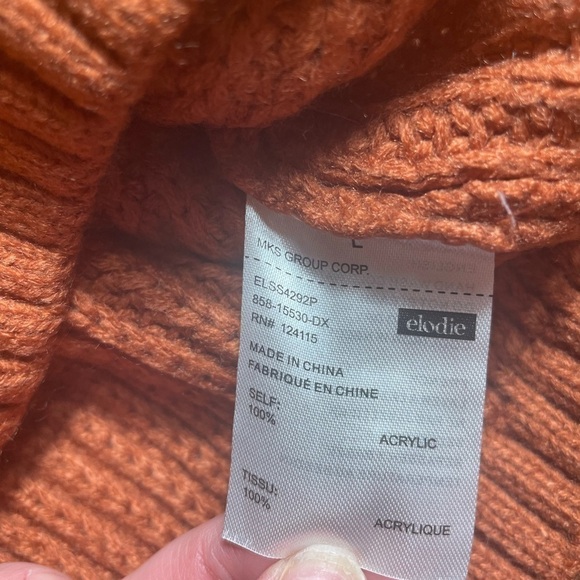 L
MKS GROUP CORP.
ELSS4292P
858-15530-DX
RN# 124115
elodie
MADE IN CHINA
FABRIQUÉ EN CHINE
SELF:
100%
ACRYLIC
TISSU:
100%
ACRYLIQUE